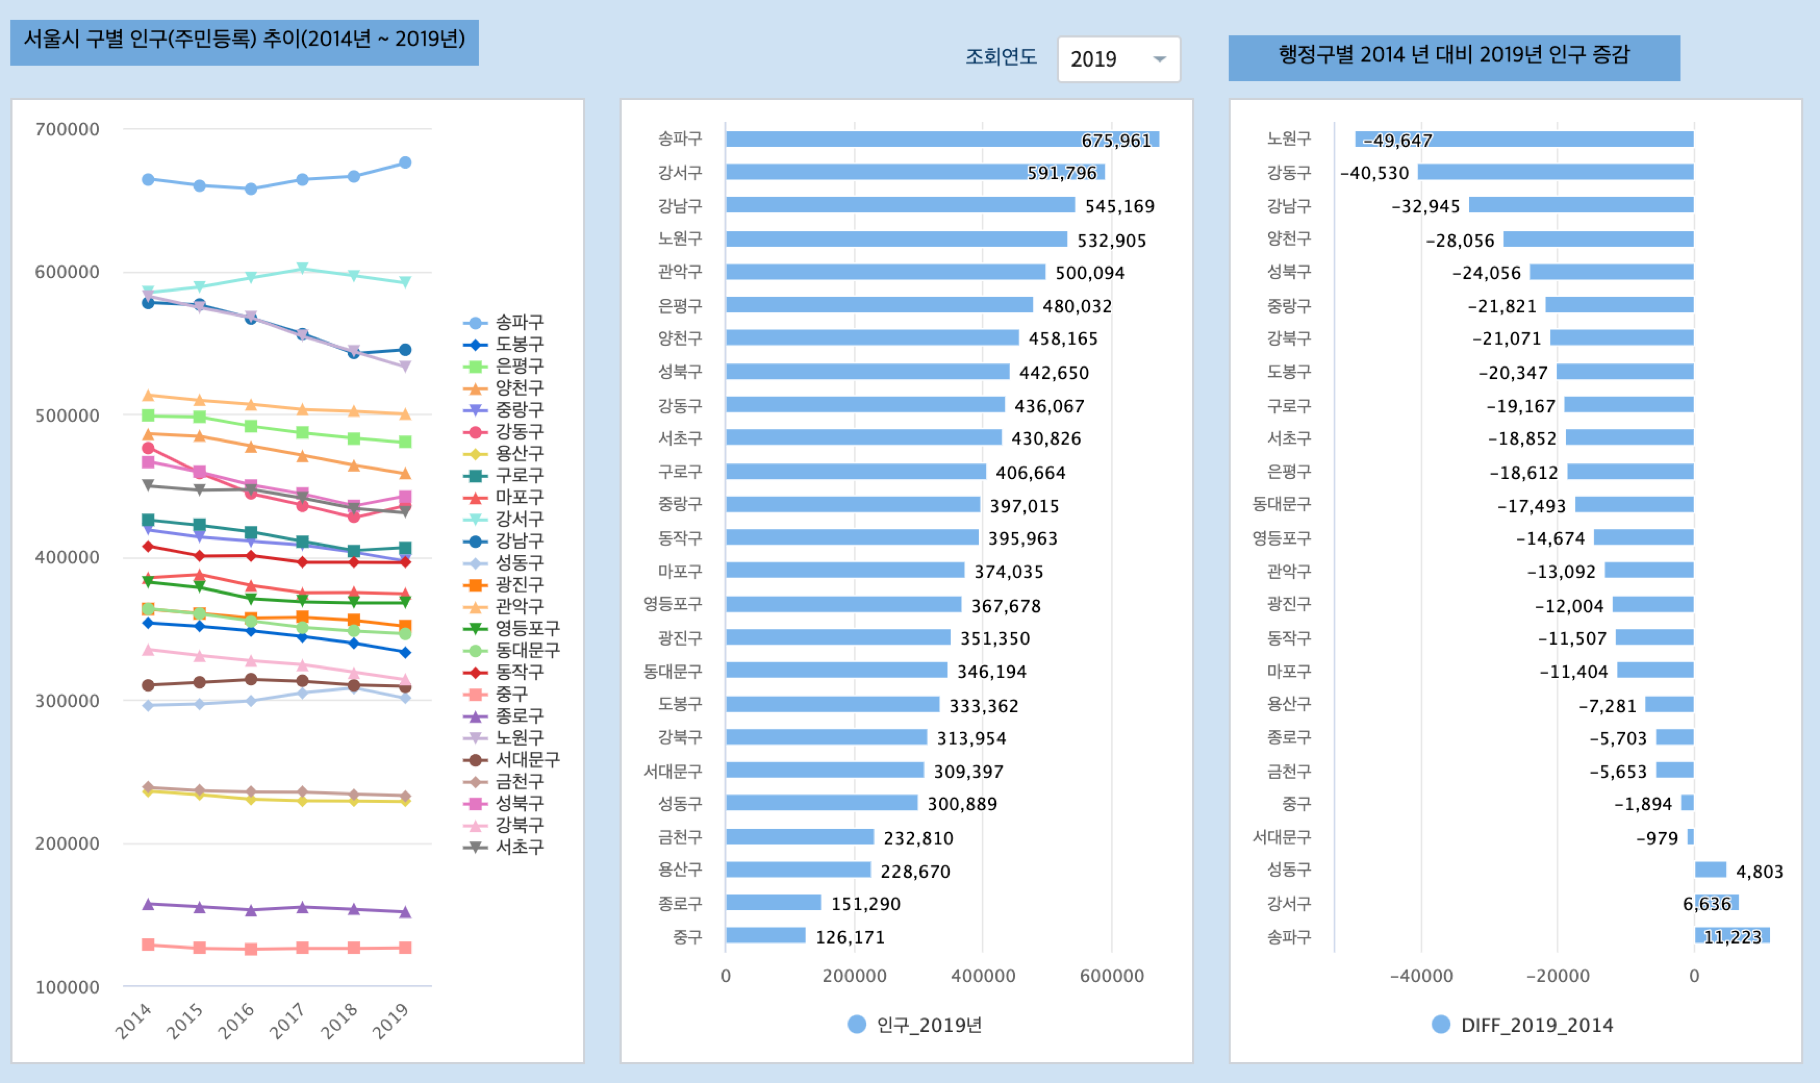 서울시 구별 인구(주민등록) 추이(2014년 ~ 2019년)
700000
600000
500000
400000
300000
200000
100000
2014
2015
2016
2017
2018
2019
송파구
도봉구
은평구
양천구
중랑구
강동구
용산구
구로구
마포구
강서구
강남구
성동구
광진구
관악구
영등포구
동대문구
동작구
중구
종로구
노원구
서대문구
금천구
성북구
강북구
서초구
조회연도 2019
송파구 675,961
강서구 591,796
강남구 545,169
노원구 532,905
관악구 500,094
은평구 480,032
양천구 458,165
성북구 442,650
강동구 436,067
서초구 430,826
구로구 406,664
중랑구 397,015
동작구 395,963
마포구 374,035
영등포구 367,678
광진구 351,350
동대문구 346,194
도봉구 333,362
강북구 313,954
서대문구 309,397
성동구 300,889
금천구 232,810
용산구 228,670
종로구 151,290
중구 126,171
0 200000 400000 600000
인구_2019년
행정구별 2014 년 대비 2019년 인구 증감
노원구 -49,647
강동구 -40,530
강남구 -32,945
양천구 -28,056
성북구 -24,056
중랑구 -21,821
강북구 -21,071
도봉구 -20,347
구로구 -19,167
서초구 -18,852
은평구 -18,612
동대문구 -17,493
영등포구 -14,674
관악구 -13,092
광진구 -12,004
동작구 -11,507
마포구 -11,404
용산구 -7,281
종로구 -5,703
금천구 -5,653
중구 -1,894
서대문구 -979
성동구 4,803
강서구 6,636
송파구 11,223
-40000 -20000 0
DIFF_2019_2014